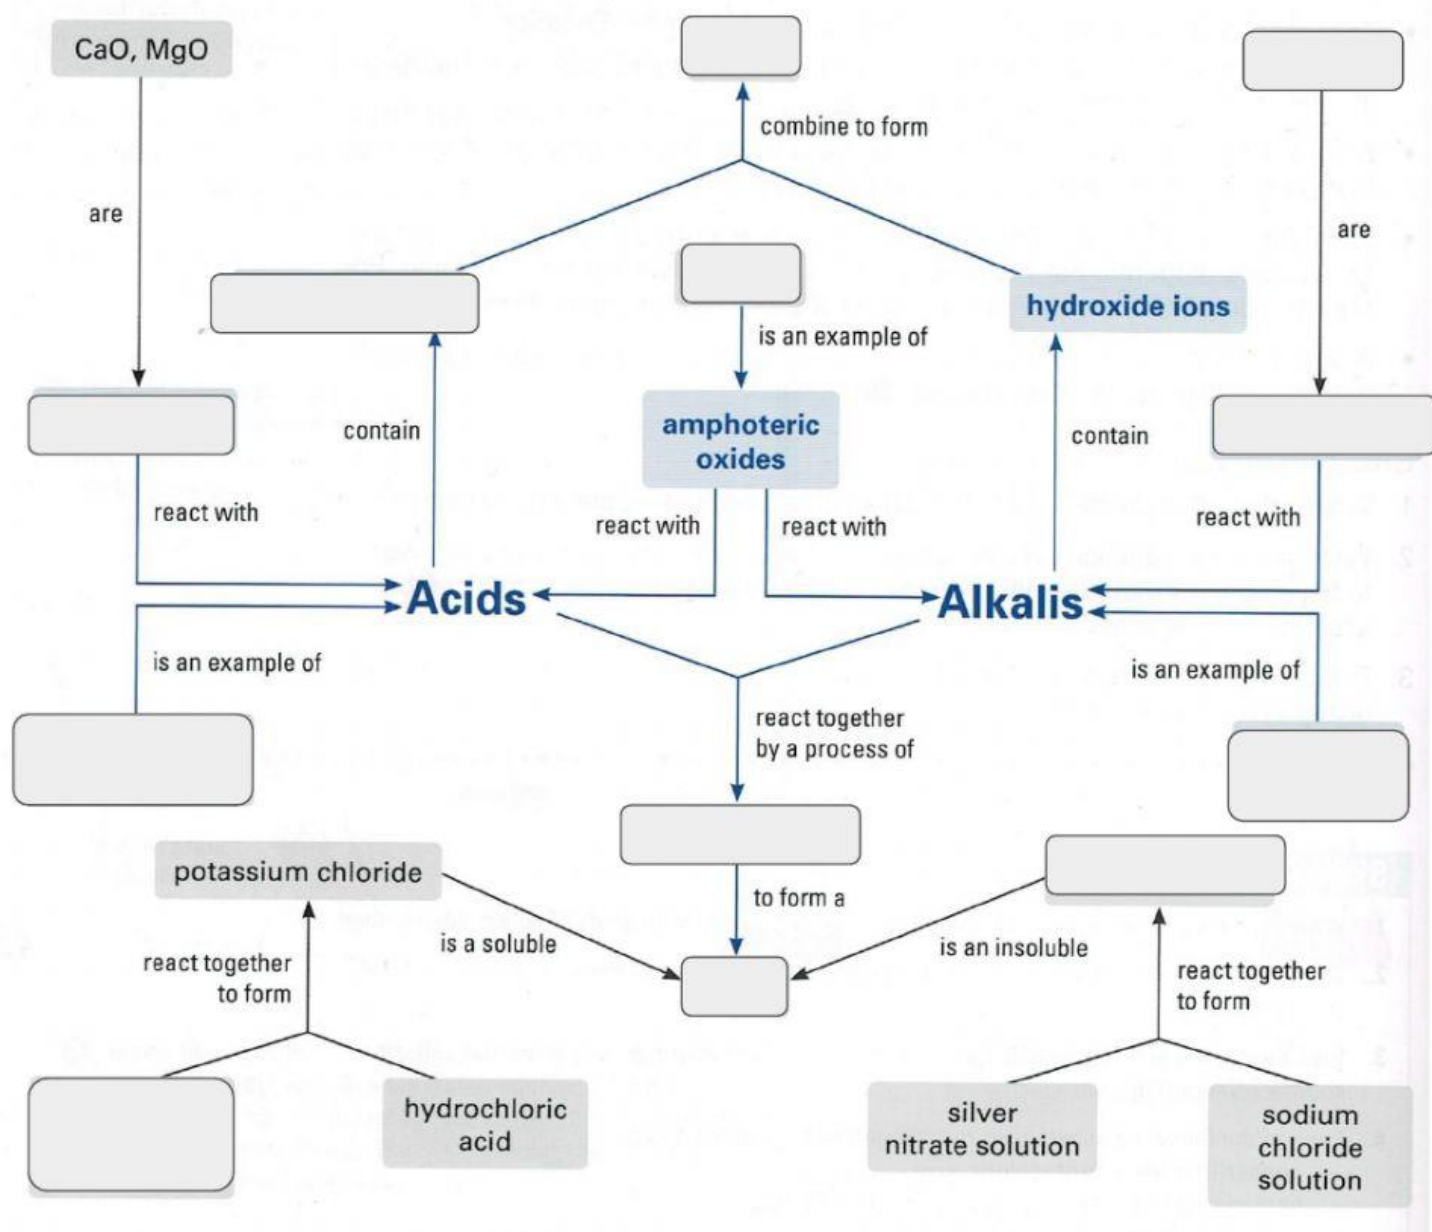 CaO, MgO
combine to form
are
are
hydroxide ions
is an example of
amphoteric
oxides
contain
contain
react with
react with
react with
react with
Acids
Alkalis
is an example of
is an example of
react together
by a process of
potassium chloride
to form a
is a soluble
is an insoluble
react together
to form
react together
to form
hydrochloric
acid
silver
nitrate solution
sodium
chloride
solution